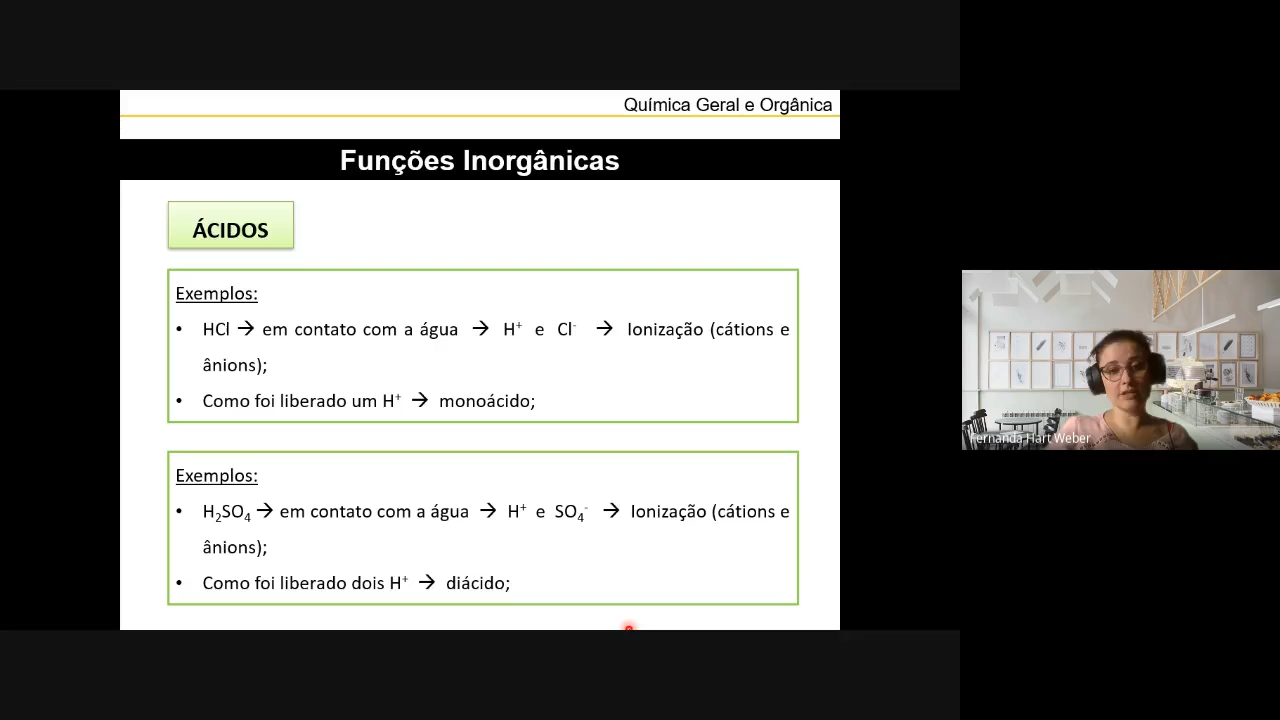 Química Geral e Orgânica
Funções Inorgânicas
ÁCIDOS
Exemplos:
• HCl → em contato com a água → H⁺ e Cl⁻ → Ionização (cátions e
ânions);
• Como foi liberado um H⁺ → monoácido;
Exemplos:
• H₂SO₄ → em contato com a água → H⁺ e SO₄⁻ → Ionização (cátions e
ânions);
• Como foi liberado dois H⁺ → diácido;
Fernanda Hart Weber